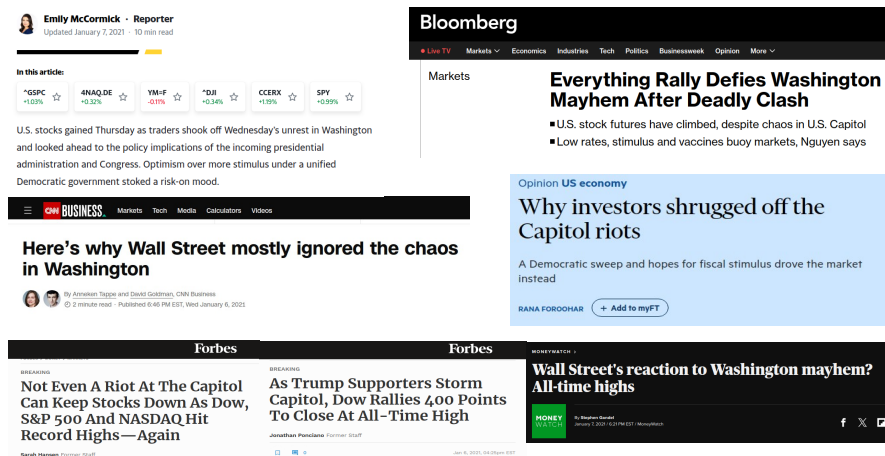 Emily McCormick · Reporter
Updated January 7, 2021 · 10 min read
In this article:
^GSPC
+1.03%
4NAQ.DE
+0.32%
YM=F
-0.11%
^DJI
+0.34%
CCERX
+1.19%
SPY
+0.99%
U.S. stocks gained Thursday as traders shook off Wednesday's unrest in Washington
and looked ahead to the policy implications of the incoming presidential
administration and Congress. Optimism over more stimulus under a unified
Democratic government stoked a risk-on mood.
Bloomberg
Live TV Markets Economics Industries Tech Politics Businessweek Opinion More
Markets
Everything Rally Defies Washington
Mayhem After Deadly Clash
U.S. stock futures have climbed, despite chaos in U.S. Capitol
Low rates, stimulus and vaccines buoy markets, Nguyen says
Opinion US economy
Why investors shrugged off the
Capitol riots
A Democratic sweep and hopes for fiscal stimulus drove the market
instead
RANA FOROOHAR + Add to myFT
CNN BUSINESS Markets Tech Media Calculators Videos
Here's why Wall Street mostly ignored the chaos
in Washington
By Anneken Tappe and David Goldman, CNN Business
2 minute read · Published 6:46 PM EST, Wed January 6, 2021
Forbes
BREAKING
Not Even A Riot At The Capitol
Can Keep Stocks Down As Dow,
S&P 500 And NASDAQ Hit
Record Highs—Again
Sarah Hansen Former Staff
Forbes
BREAKING
As Trump Supporters Storm
Capitol, Dow Rallies 400 Points
To Close At All-Time High
Jonathan Ponciano Former Staff
0
Jan 6, 2021, 04:25pm EST
MONEYWATCH ›
Wall Street's reaction to Washington mayhem?
All-time highs
MONEY
WATCH
By Stephen Gandel
January 7, 2021 / 6:21 PM EST / MoneyWatch